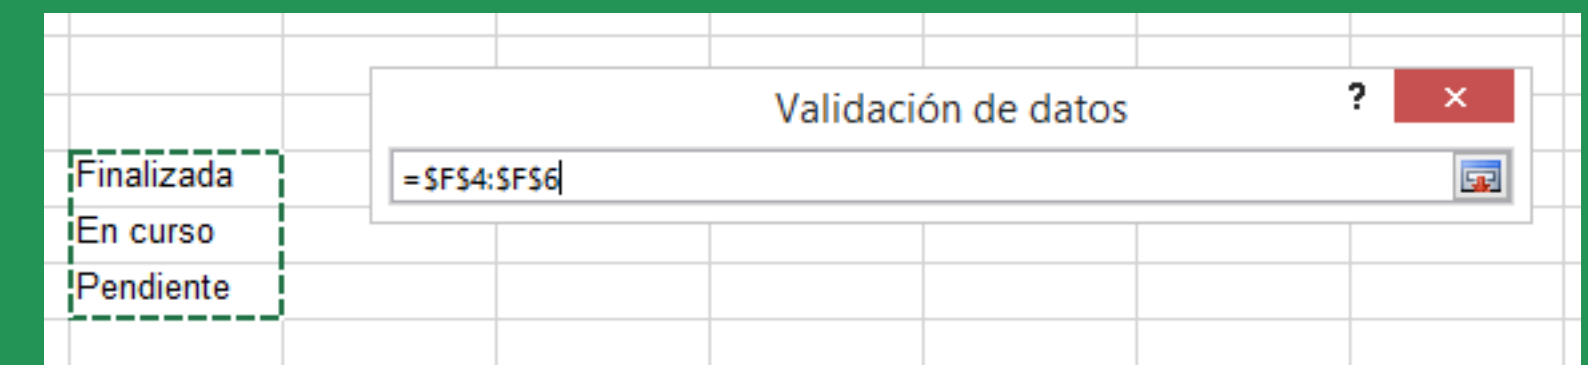 Validación de datos
?
×
=$F$4:$F$6
Finalizada
En curso
Pendiente